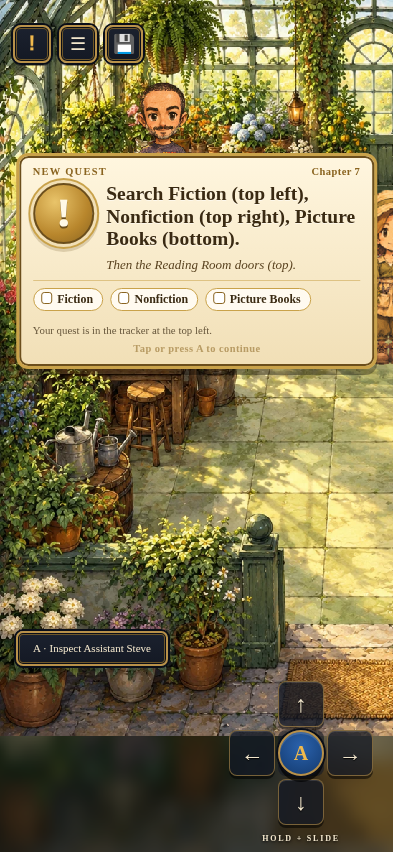 NEW QUEST
Chapter 7
!
Search Fiction (top left),
Nonfiction (top right), Picture
Books (bottom).
Then the Reading Room doors (top).
Fiction
Nonfiction
Picture Books
Your quest is in the tracker at the top left.
Tap or press A to continue
A · Inspect Assistant Steve
↑
←
A
→
↓
HOLD + SLIDE